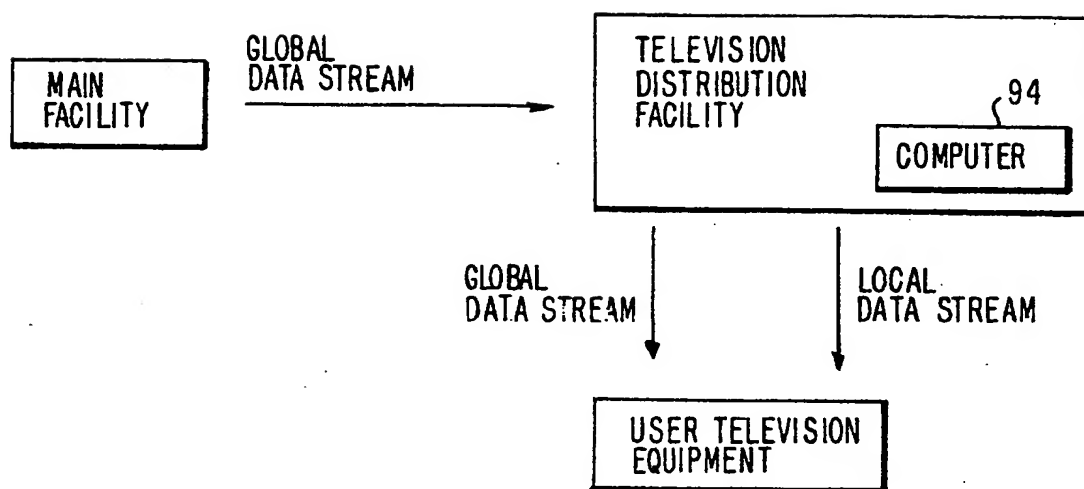 MAIN
FACILITY
GLOBAL
DATA STREAM
TELEVISION
DISTRIBUTION
FACILITY
94
COMPUTER
GLOBAL
DATA STREAM
LOCAL
DATA STREAM
USER TELEVISION
EQUIPMENT